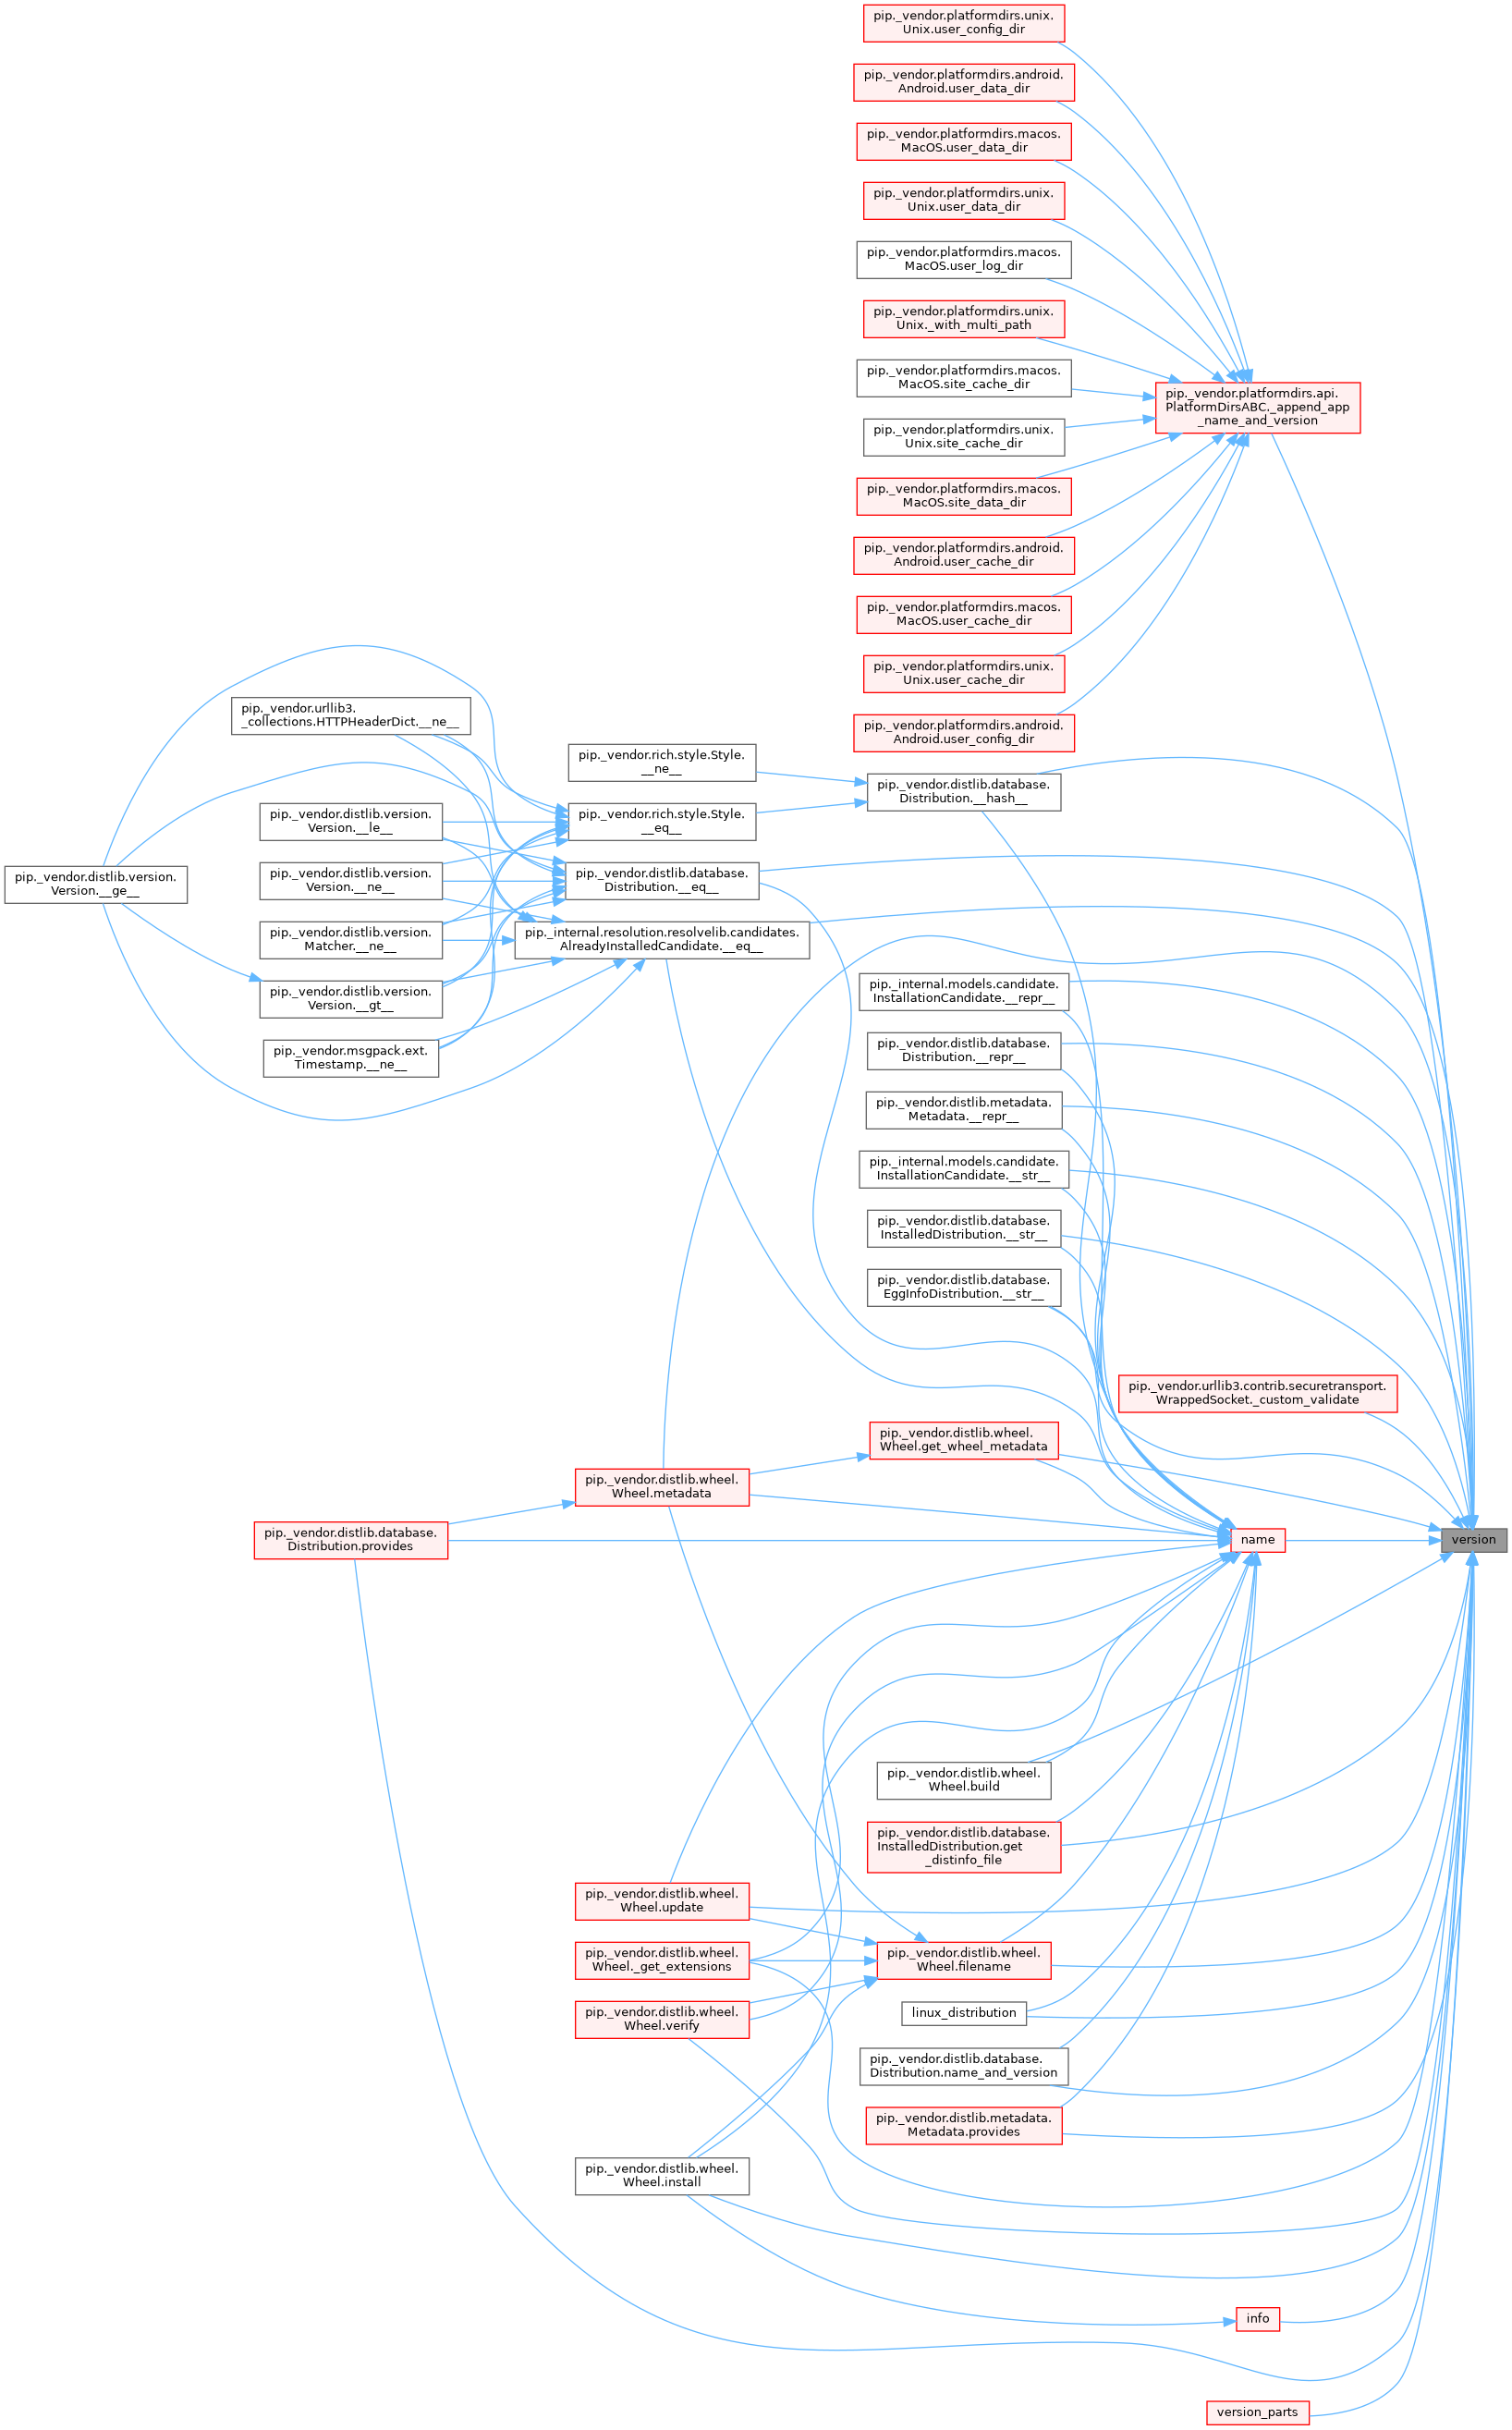 pip._vendor.platformdirs.unix.
Unix.user_config_dir
pip._vendor.platformdirs.android.
Android.user_data_dir
pip._vendor.platformdirs.macos.
MacOS.user_data_dir
pip._vendor.platformdirs.unix.
Unix.user_data_dir
pip._vendor.platformdirs.macos.
MacOS.user_log_dir
pip._vendor.platformdirs.unix.
Unix._with_multi_path
pip._vendor.platformdirs.macos.
MacOS.site_cache_dir
pip._vendor.platformdirs.api.
PlatformDirsABC._append_app
_name_and_version
pip._vendor.platformdirs.unix.
Unix.site_cache_dir
pip._vendor.platformdirs.macos.
MacOS.site_data_dir
pip._vendor.platformdirs.android.
Android.user_cache_dir
pip._vendor.platformdirs.macos.
MacOS.user_cache_dir
pip._vendor.platformdirs.unix.
Unix.user_cache_dir
pip._vendor.urllib3.
_collections.HTTPHeaderDict.__ne__
pip._vendor.platformdirs.android.
Android.user_config_dir
pip._vendor.rich.style.Style.
__ne__
pip._vendor.distlib.database.
Distribution.__hash__
pip._vendor.distlib.version.
Version.__le__
pip._vendor.rich.style.Style.
__eq__
pip._vendor.distlib.version.
Version.__ge__
pip._vendor.distlib.version.
Version.__ne__
pip._vendor.distlib.database.
Distribution.__eq__
pip._vendor.distlib.version.
Matcher.__ne__
pip._internal.resolution.resolvelib.candidates.
AlreadyInstalledCandidate.__eq__
pip._vendor.distlib.version.
Version.__gt__
pip._internal.models.candidate.
InstallationCandidate.__repr__
pip._vendor.msgpack.ext.
Timestamp.__ne__
pip._vendor.distlib.database.
Distribution.__repr__
pip._vendor.distlib.metadata.
Metadata.__repr__
pip._internal.models.candidate.
InstallationCandidate.__str__
pip._vendor.distlib.database.
InstalledDistribution.__str__
pip._vendor.distlib.database.
EggInfoDistribution.__str__
pip._vendor.urllib3.contrib.securetransport.
WrappedSocket._custom_validate
pip._vendor.distlib.wheel.
Wheel.get_wheel_metadata
pip._vendor.distlib.wheel.
Wheel.metadata
pip._vendor.distlib.database.
Distribution.provides
name
version
pip._vendor.distlib.wheel.
Wheel.build
pip._vendor.distlib.database.
InstalledDistribution.get
_distinfo_file
pip._vendor.distlib.wheel.
Wheel.update
pip._vendor.distlib.wheel.
Wheel._get_extensions
pip._vendor.distlib.wheel.
Wheel.filename
pip._vendor.distlib.wheel.
Wheel.verify
linux_distribution
pip._vendor.distlib.database.
Distribution.name_and_version
pip._vendor.distlib.metadata.
Metadata.provides
pip._vendor.distlib.wheel.
Wheel.install
info
version_parts